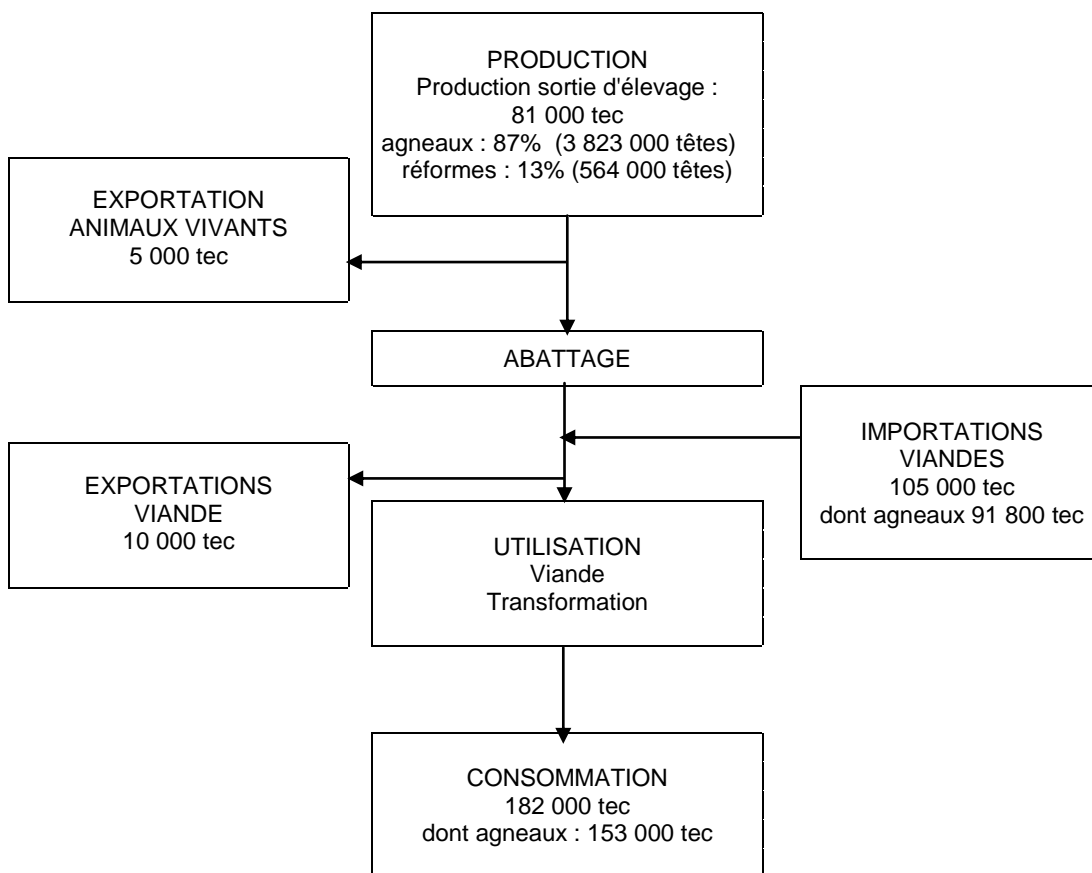 PRODUCTION
Production sortie d'élevage :
81 000 tec
agneaux : 87% (3 823 000 têtes)
réformes : 13% (564 000 têtes)
EXPORTATION
ANIMAUX VIVANTS
5 000 tec
ABATTAGE
IMPORTATIONS
VIANDES
105 000 tec
dont agneaux 91 800 tec
EXPORTATIONS
VIANDE
10 000 tec
UTILISATION
Viande
Transformation
CONSOMMATION
182 000 tec
dont agneaux : 153 000 tec